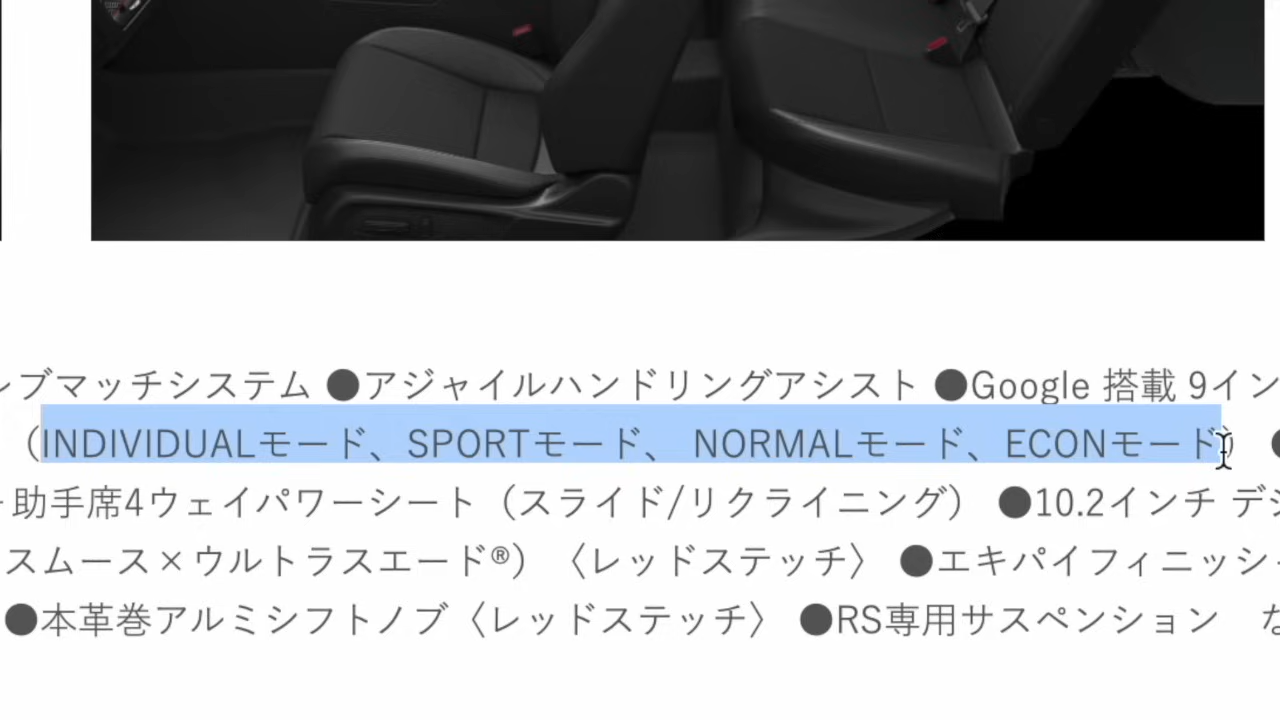 ブマッチシステム ●アジャイルハンドリングアシスト ●Google 搭載 9イン
（INDIVIDUALモード、SPORTモード、 NORMALモード、ECONモード）
助手席4ウェイパワーシート（スライド/リクライニング） ●10.2インチ デジ
スムース×ウルトラスエード®）〈レッドステッチ〉 ●エキパイフィニッシ
●本革巻アルミシフトノブ〈レッドステッチ〉 ●RS専用サスペンション な